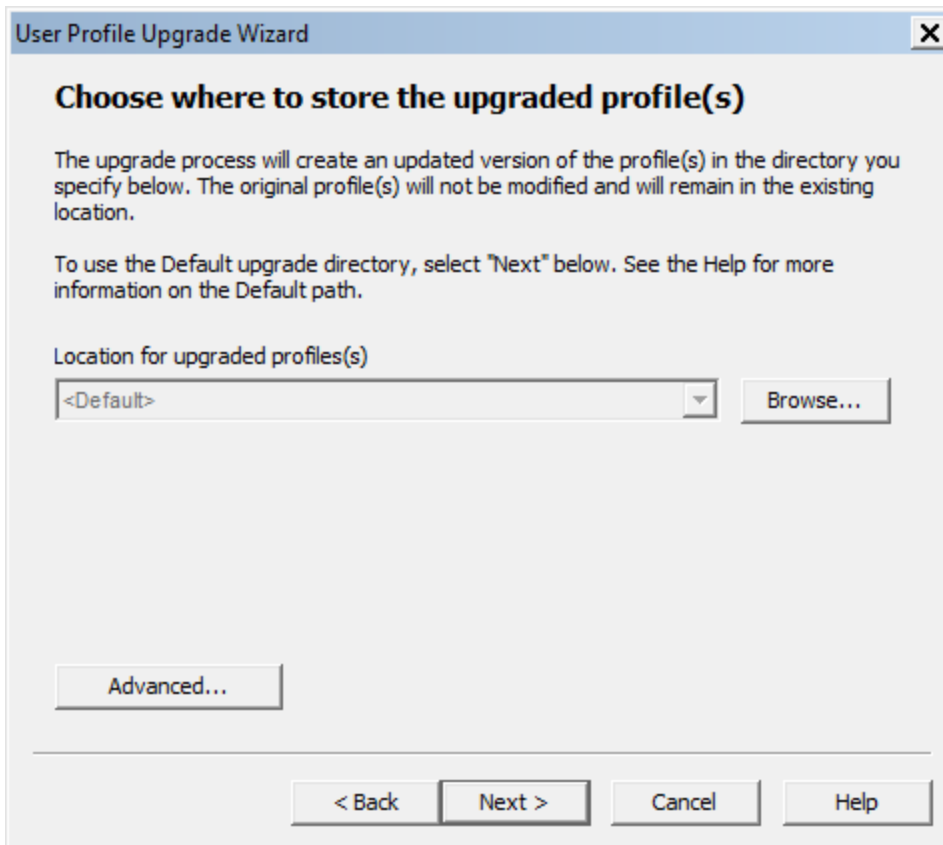 User Profile Upgrade Wizard
Choose where to store the upgraded profile(s)
The upgrade process will create an updated version of the profile(s) in the directory you
specify below. The original profile(s) will not be modified and will remain in the existing
location.
To use the Default upgrade directory, select "Next" below. See the Help for more
information on the Default path.
Location for upgraded profiles(s)
<Default>
Browse...
Advanced...
< Back
Next >
Cancel
Help